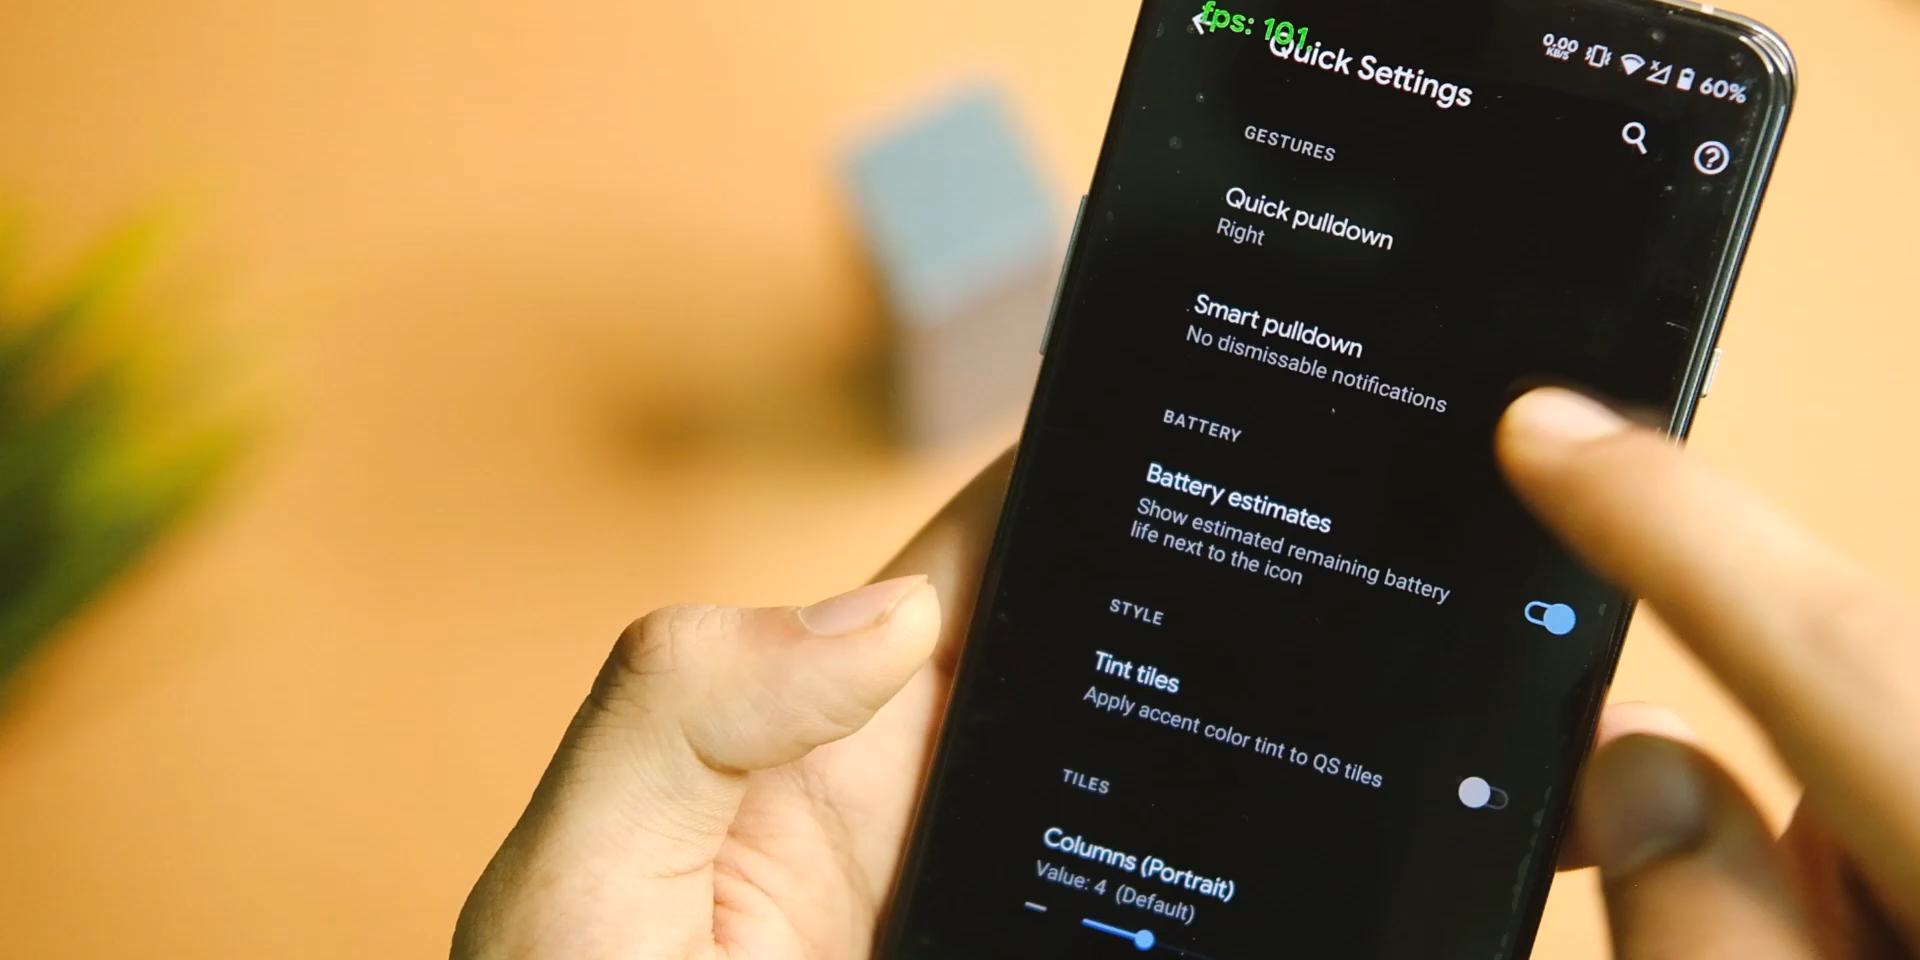 fps: 101
0.00
KB/S
60%
Quick Settings
GESTURES
Quick pulldown
Right
Smart pulldown
No dismissable notifications
BATTERY
Battery estimates
Show estimated remaining battery
life next to the icon
STYLE
Tint tiles
Apply accent color tint to QS tiles
TILES
Columns (Portrait)
Value: 4 (Default)